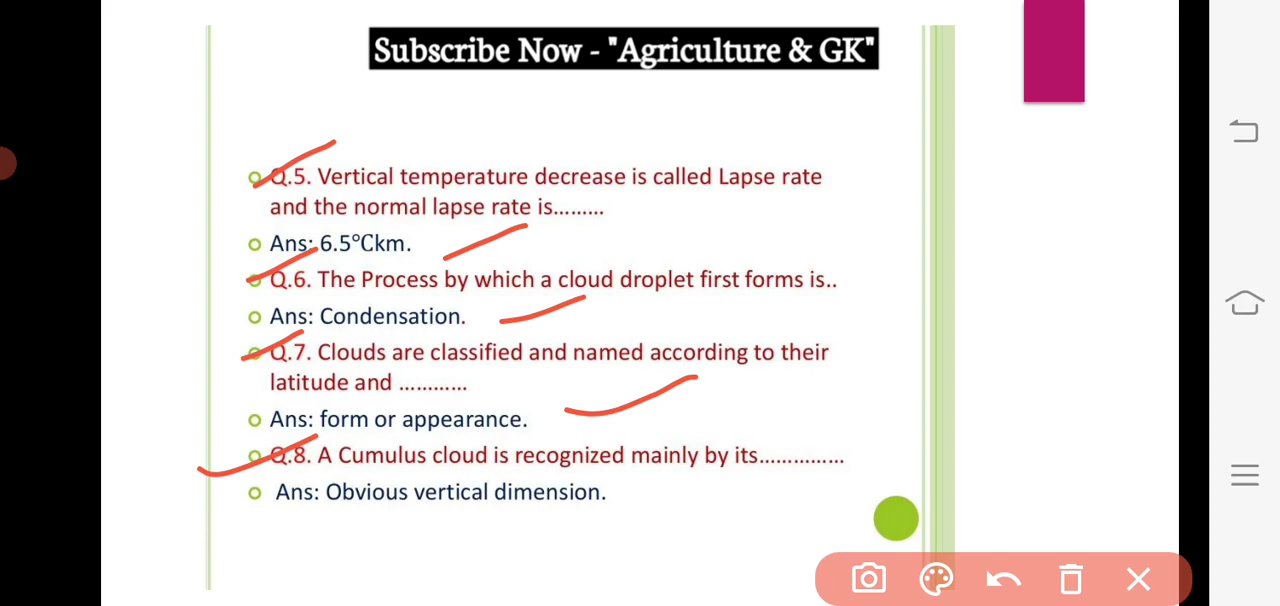 Subscribe Now - "Agriculture & GK"
Q.5. Vertical temperature decrease is called Lapse rate
and the normal lapse rate is.........
Ans: 6.5°Ckm.
Q.6. The Process by which a cloud droplet first forms is..
Ans: Condensation.
Q.7. Clouds are classified and named according to their
latitude and ............
Ans: form or appearance.
Q.8. A Cumulus cloud is recognized mainly by its...............
Ans: Obvious vertical dimension.